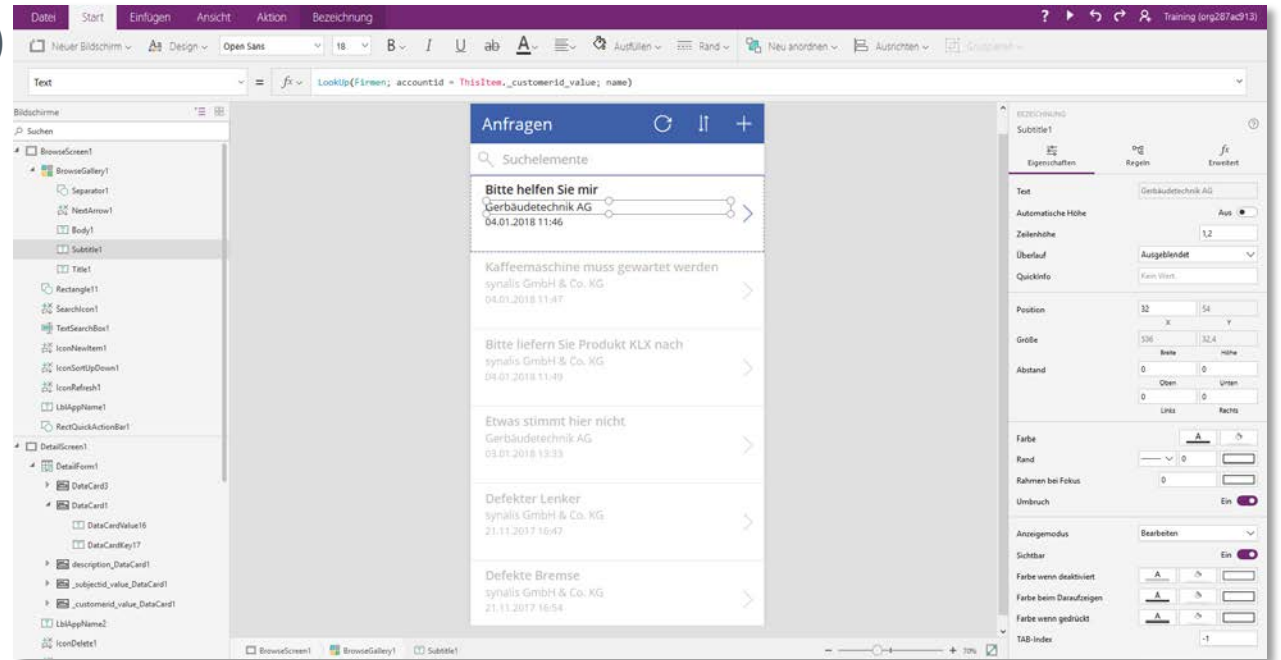 Datei Start Einfügen Ansicht Aktion Bezeichnung ? Training (org287ac913)
Neuer Bildschirm Design Open Sans 18 B I U ab A Ausfüllen Rand Neu anordnen Ausrichten
Text = fx LookUp(Firmen; accountid = ThisItem._customerid_value; name)
Bildschirme
Suchen
BrowseScreen1
BrowseGallery1
Separator1
NextArrow1
Body1
Subtitle1
Title1
Rectangle11
SearchIcon1
TextSearchBox1
IconNewItem1
IconSortUpDown1
IconRefresh1
LblAppName1
RectQuickActionBar1
DetailScreen1
DetailForm1
DateCard3
DateCard1
DataCardValue16
DataCardKey17
description_DataCard1
_subjectid_value_DataCard1
_customerid_value_DataCard1
LblAppName2
IconDelete1
Anfragen
Suchelemente
Bitte helfen Sie mir
Gerbäudetechnik AG
04.01.2018 11:46
Kaffeemaschine muss gewartet werden
synalis GmbH & Co. KG
04.01.2018 11:47
Bitte liefern Sie Produkt KLX nach
synalis GmbH & Co. KG
04.01.2018 11:49
Etwas stimmt hier nicht
Gerbäudetechnik AG
03.01.2018 13:33
Defekter Lenker
synalis GmbH & Co. KG
21.11.2017 16:47
Defekte Bremse
synalis GmbH & Co. KG
21.11.2017 16:54
BrowseScreen1 BrowseGallery1 Subtitle1 - + 70%
BEZEICHNUNG
Subtitle1
Eigenschaften Regeln Erweitert
Text Gerbäudetechnik AG
Automatische Höhe Aus
Zeilenhöhe 1,2
Überlauf Ausgeblendet
QuickInfo Kein Wert.
Position 32 54
X Y
Größe 536 32,4
Breite Höhe
Abstand 0 0
Oben Unten
0 0
Links Rechts
Farbe A
Rand 0
Rahmen bei Fokus 0
Umbruch Ein
Anzeigemodus Bearbeiten
Sichtbar Ein
Farbe wenn deaktiviert A
Farbe beim Daraufzeigen A
Farbe wenn gedrückt A
TAB-Index -1